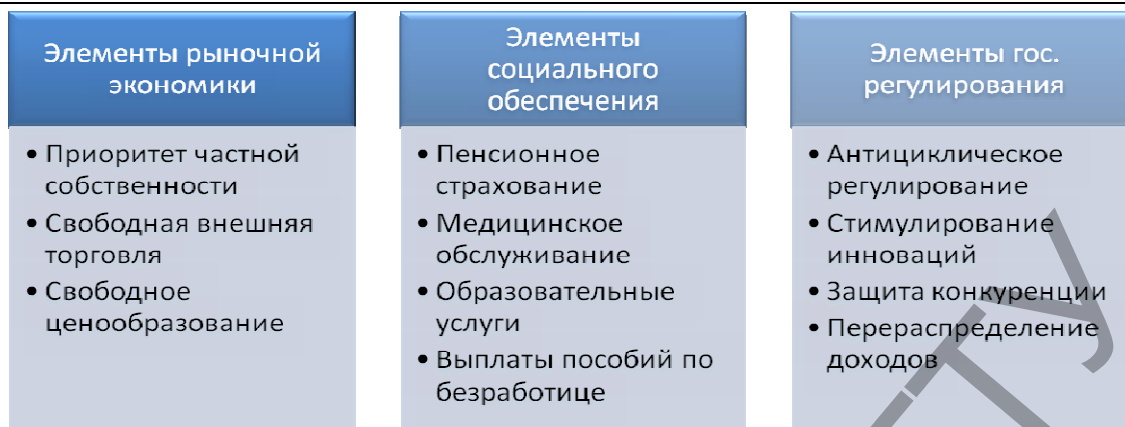 Элементы рыночной
экономики
• Приоритет частной
собственности
• Свободная внешняя
торговля
• Свободное
ценообразование
Элементы
социального
обеспечения
• Пенсионное
страхование
• Медицинское
обслуживание
• Образовательные
услуги
• Выплаты пособий по
безработице
Элементы гос.
регулирования
• Антициклическое
регулирование
• Стимулирование
инноваций
• Защита конкуренции
• Перераспределение
доходов
ТУ